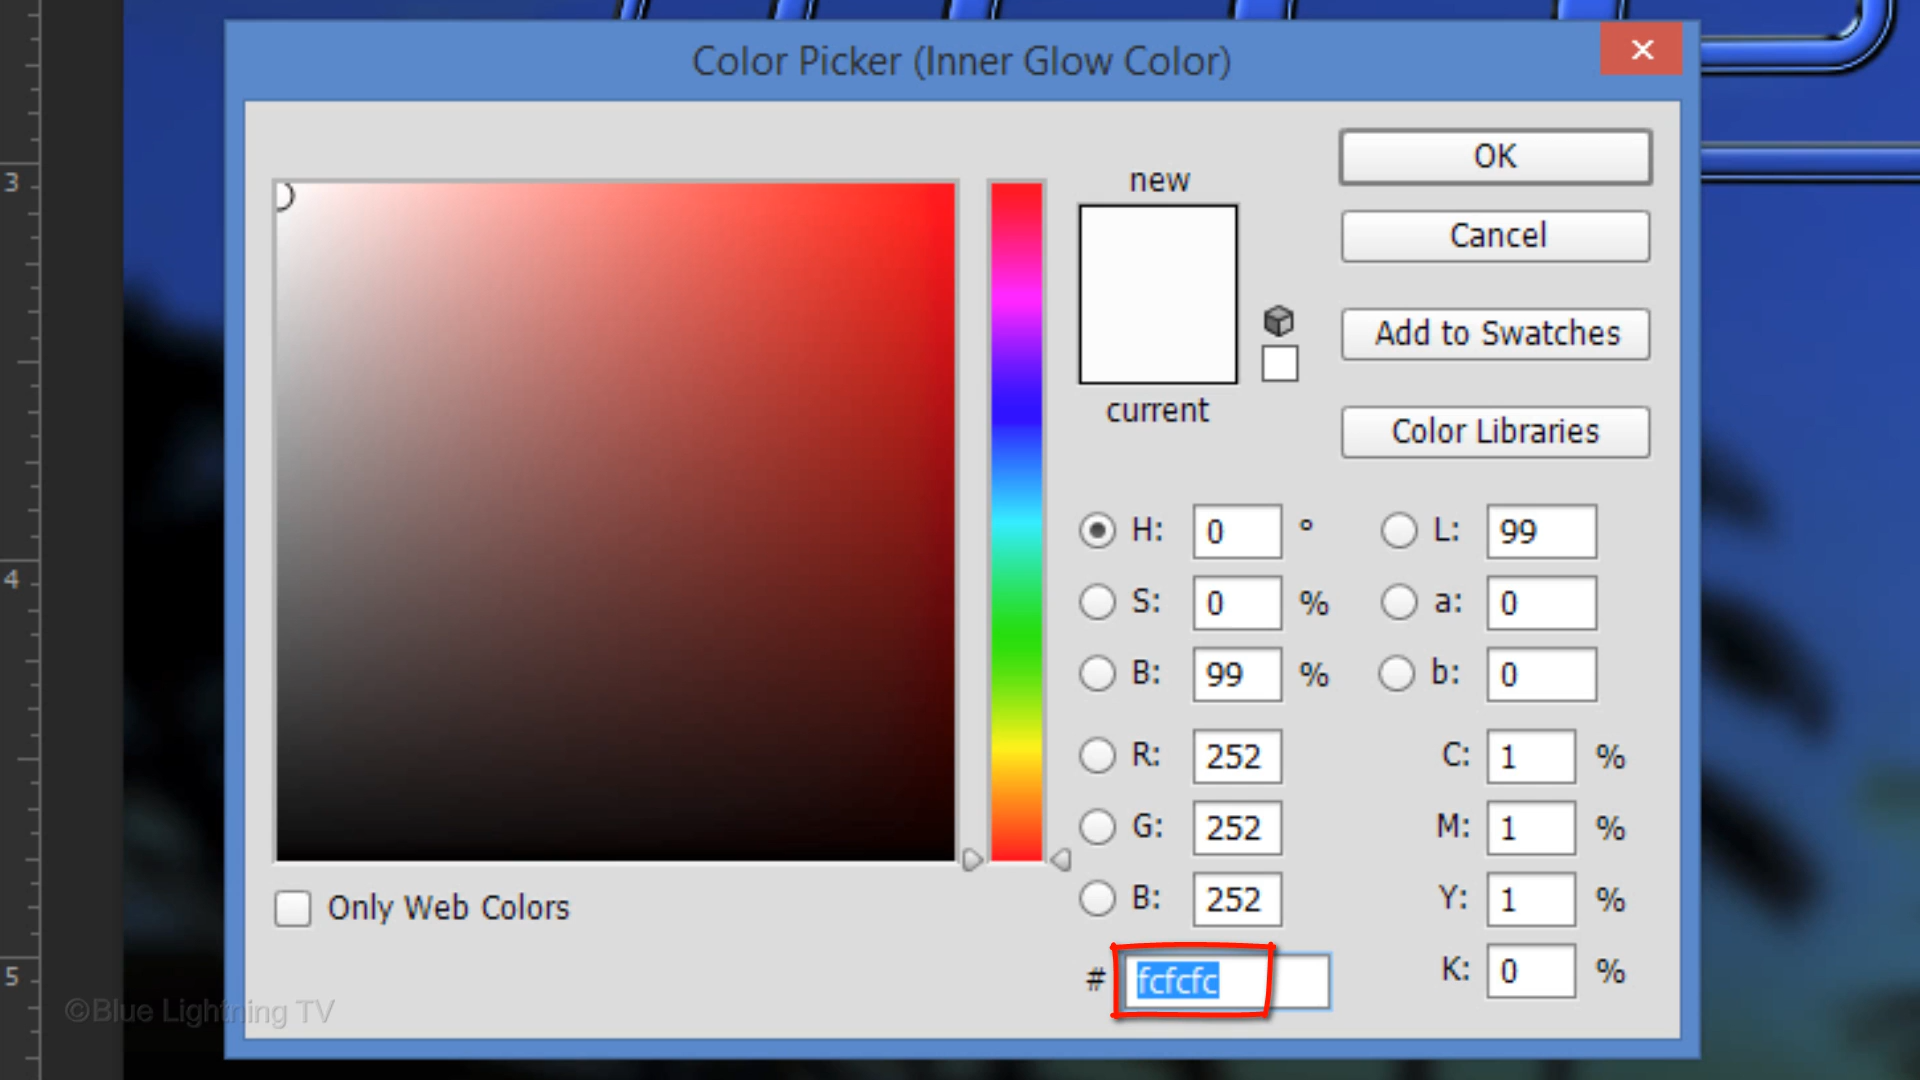 Color Picker (Inner Glow Color)
OK
new
Cancel
3
Add to Swatches
current
Color Libraries
H: 0 °
L: 99
S: 0 %
a: 0
4
B: 99 %
b: 0
R: 252
C: 1 %
G: 252
M: 1 %
B: 252
Y: 1 %
Only Web Colors
# fcfcfc
K: 0 %
5
©Blue Lightning TV